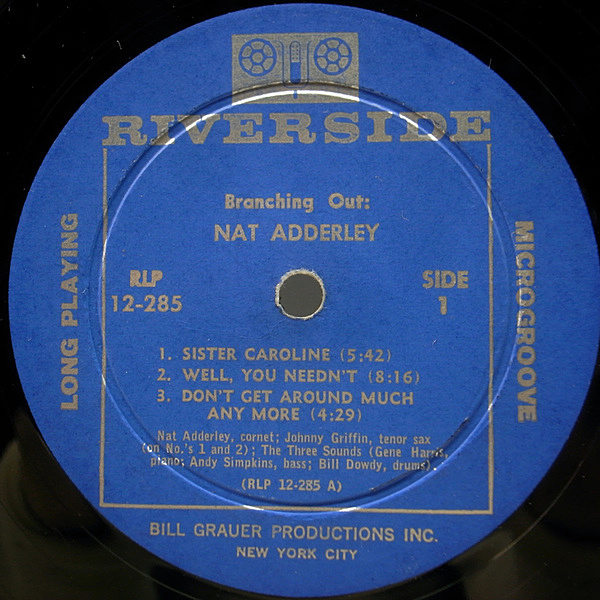 RIVERSIDE
Branching Out:
NAT ADDERLEY
RLP
12-285
SIDE
1
LONG PLAYING
MICROGROOVE
1. SISTER CAROLINE (5:42)
2. WELL, YOU NEEDN'T (8:16)
3. DON'T GET AROUND MUCH
ANY MORE (4:29)
Nat Adderley, cornet; Johnny Griffin, tenor sax
(on No.'s 1 and 2); The Three Sounds (Gene Harris,
piano; Andy Simpkins, bass; Bill Dowdy, drums).
(RLP 12-285 A)
BILL GRAUER PRODUCTIONS INC.
NEW YORK CITY